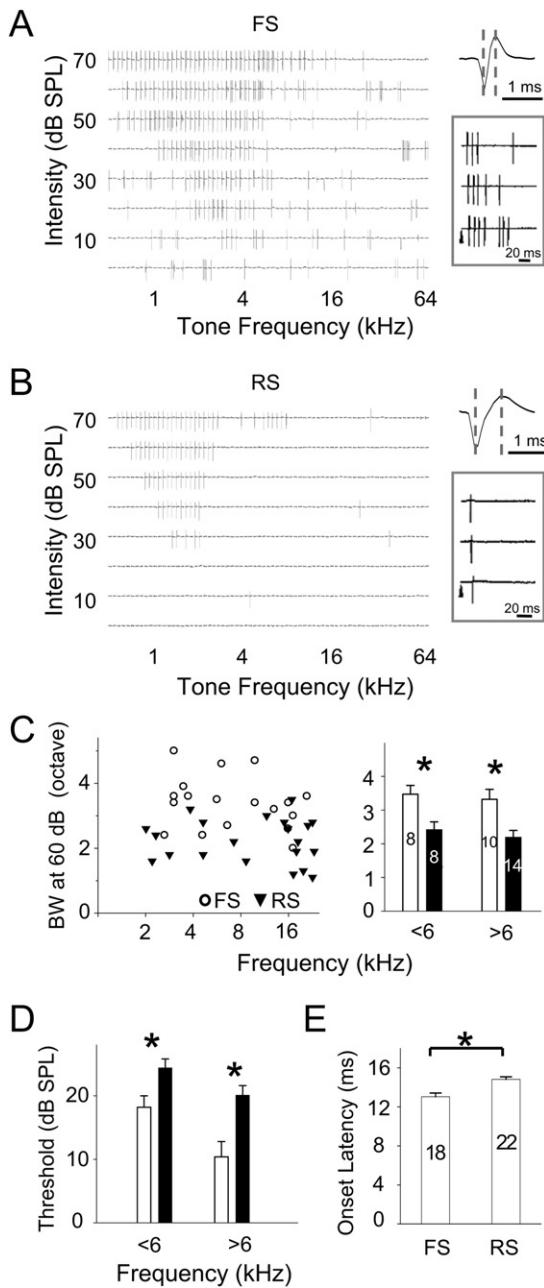 A
FS
Intensity (dB SPL)
70
50
30
10
1 4 16 64
Tone Frequency (kHz)
1 ms
20 ms
B
RS
Intensity (dB SPL)
70
50
30
10
1 4 16 64
Tone Frequency (kHz)
1 ms
20 ms
C
BW at 60 dB (octave)
4
2
0
FS RS
2 4 8 16
4
3
2
1
0
* *
8 8 10 14
<6 >6
Frequency (kHz)
D
Threshold (dB SPL)
20
10
0
* *
<6 >6
Frequency (kHz)
E
Onset Latency (ms)
16
12
8
4
0
*
18 22
FS RS